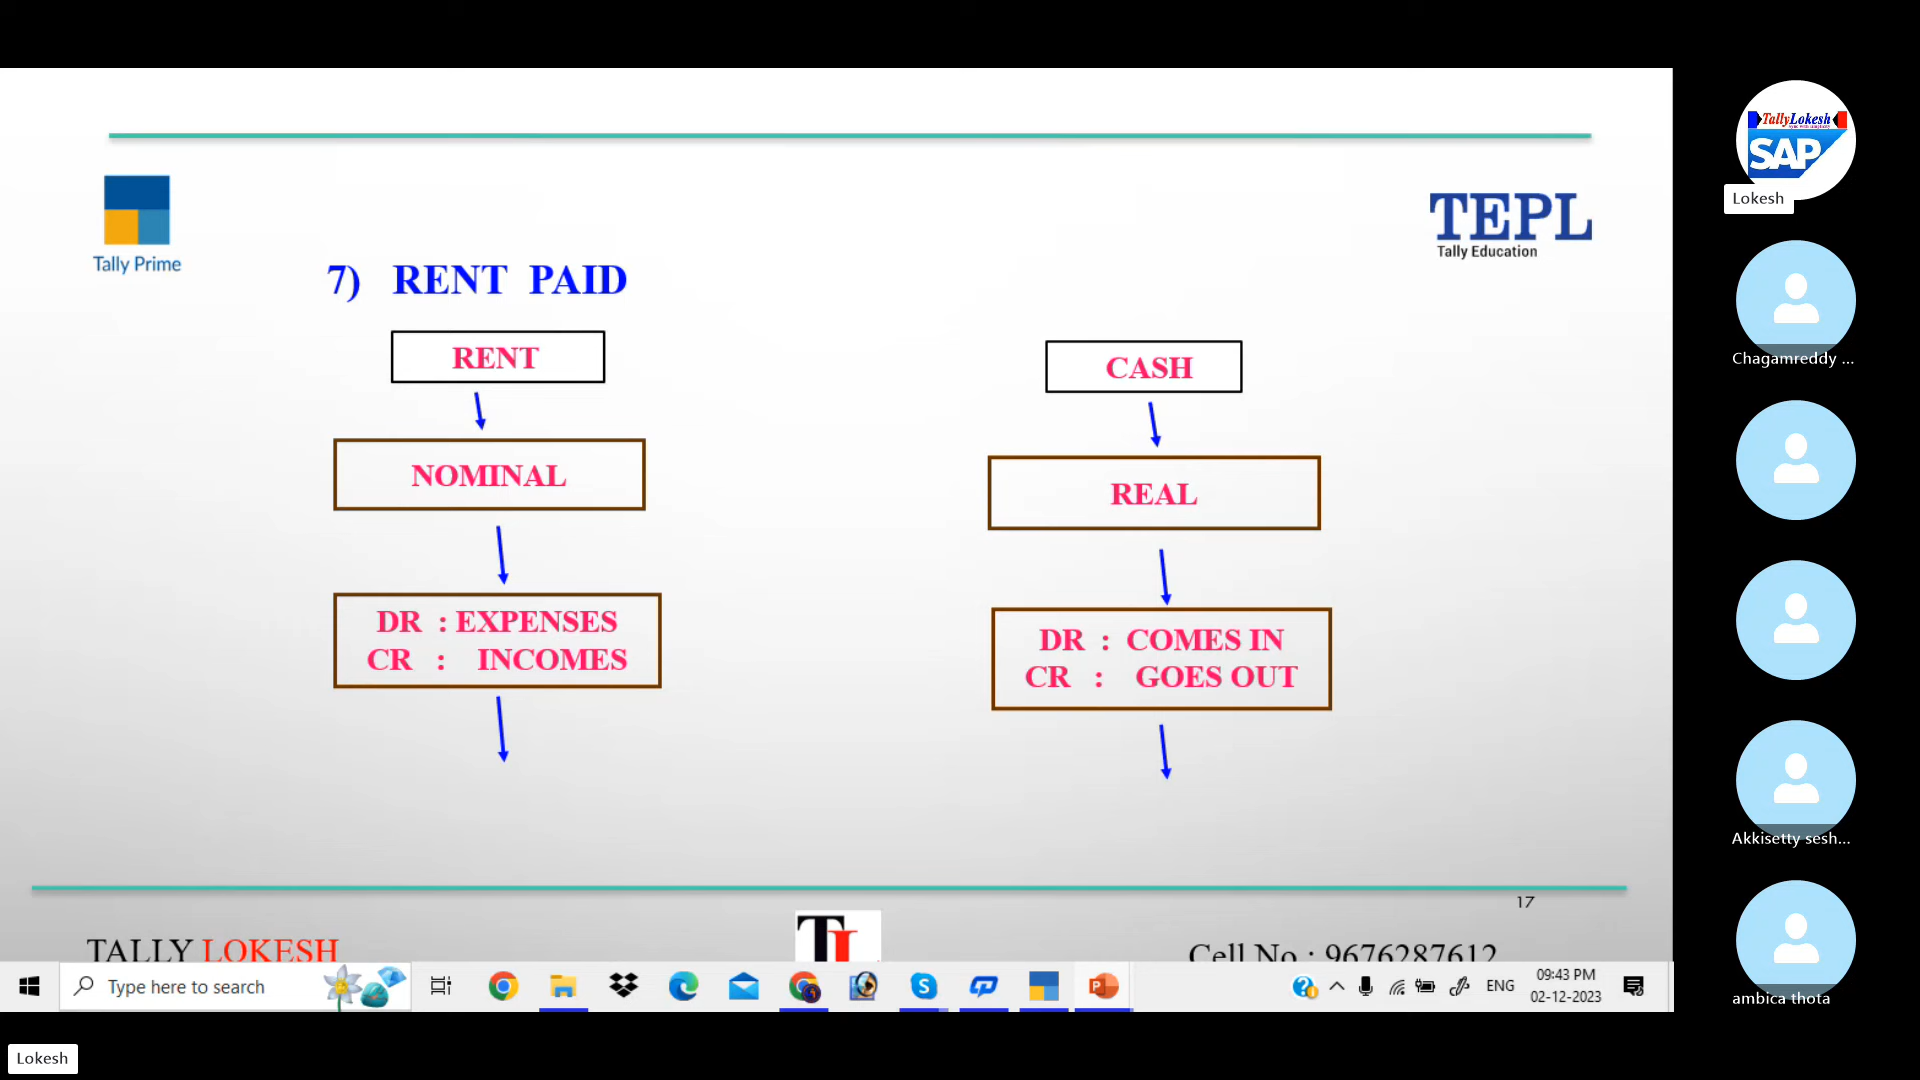 TallyLokesh
SAP
Lokesh
Tally Prime
TEPL
Tally Education
7) RENT PAID
RENT
CASH
NOMINAL
REAL
DR : EXPENSES
CR : INCOMES
DR : COMES IN
CR : GOES OUT
Chagamreddy ...
Akkisetty sesh...
ambica thota
17
TALLY LOKESH
Cell No : 9676287612
Type here to search
ENG
09:43 PM
02-12-2023
Lokesh